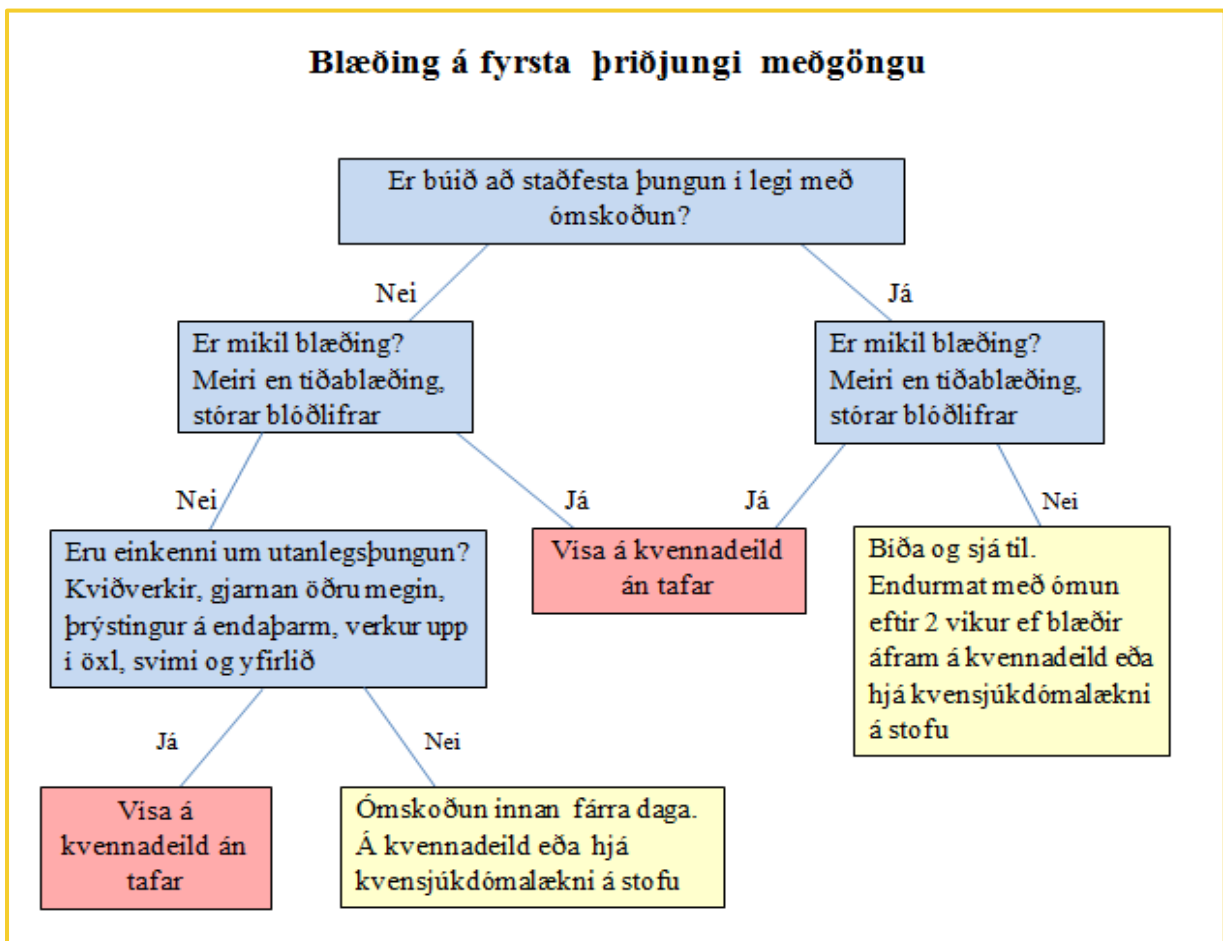 Blæðing á fyrsta þriðjungi meðgöngu
Er búið að staðfesta þungun í legi með
ómskoðun?
Nei
Já
Er mikil blæðing?
Meiri en tíðablæðing,
stórar blóðlifrar
Er mikil blæðing?
Meiri en tíðablæðing,
stórar blóðlifrar
Nei
Já
Já
Nei
Eru einkenni um utanlegsþungun?
Kviðverkir, gjarnan öðru megin,
þrýstingur á endaþarm, verkur upp
í öxl, svimi og yfirlið
Vísa á kvennadeild
án tafar
Bíða og sjá til.
Endurmat með ómun
eftir 2 vikur ef blæðir
áfram á kvennadeild eða
hjá kvensjúkdómalækni
á stofu
Já
Nei
Vísa á
kvennadeild án
tafar
Ómskoðun innan fárra daga.
Á kvennadeild eða hjá
kvensjúkdómalækni á stofu